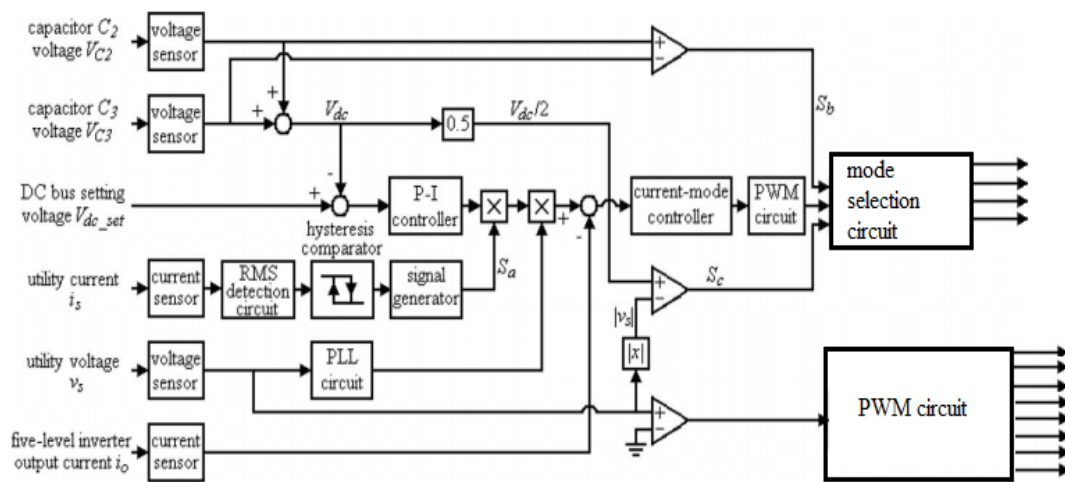 capacitor C2
voltage VC2
voltage
sensor
+
−
Sb
capacitor C3
voltage VC3
voltage
sensor
+
+
Vdc
0.5
Vdc/2
mode
selection
circuit
DC bus setting
voltage Vdc_set
+
-
P-I
controller
×
×
+
-
current-mode
controller
PWM
circuit
hysteresis
comparator
utility current
is
current
sensor
RMS
detection
circuit
signal
generator
Sa
+
−
Sc
|vs|
|x|
utility voltage
vs
voltage
sensor
PLL
circuit
+
−
PWM circuit
five-level inverter
output current io
current
sensor